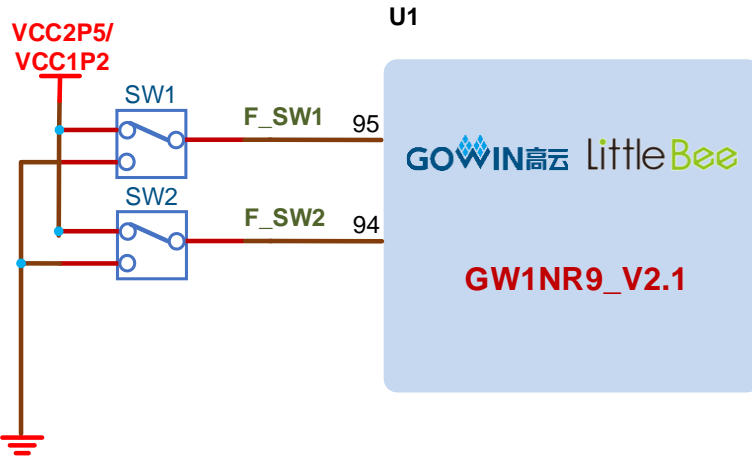 U1
VCC2P5/
VCC1P2
SW1
F_SW1 95
GOWIN高云 LittleBee
SW2
F_SW2 94
GW1NR9_V2.1